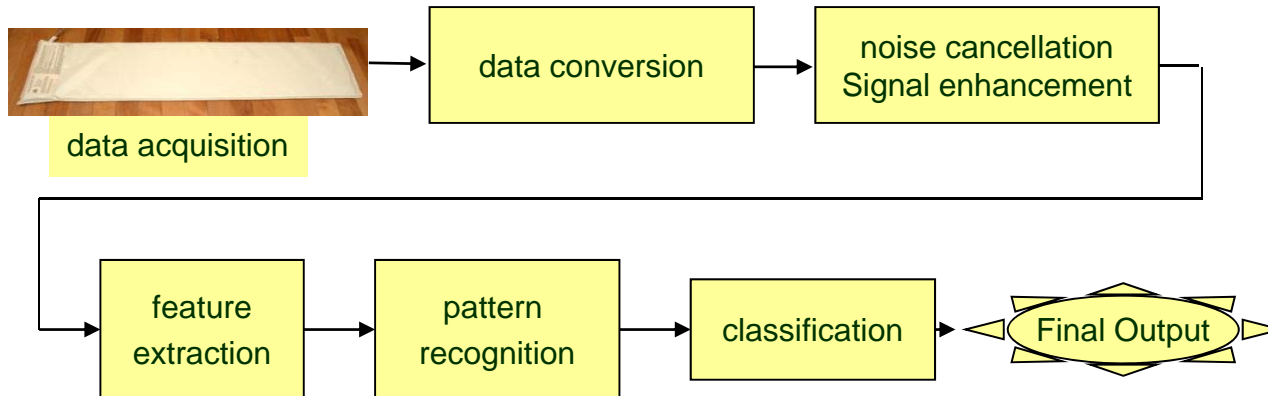 data acquisition
data conversion
noise cancellation
Signal enhancement
feature
extraction
pattern
recognition
classification
Final Output